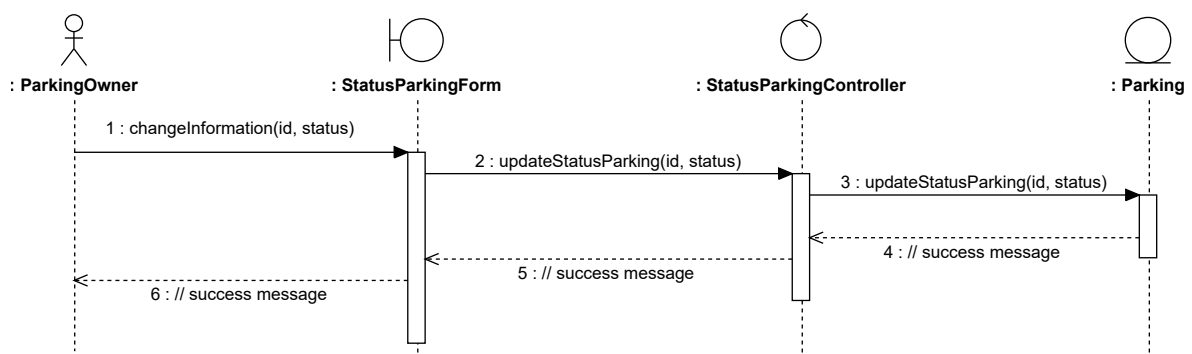 : ParkingOwner
: StatusParkingForm
: StatusParkingController
: Parking
1 : changeInformation(id, status)
2 : updateStatusParking(id, status)
3 : updateStatusParking(id, status)
4 : // success message
5 : // success message
6 : // success message